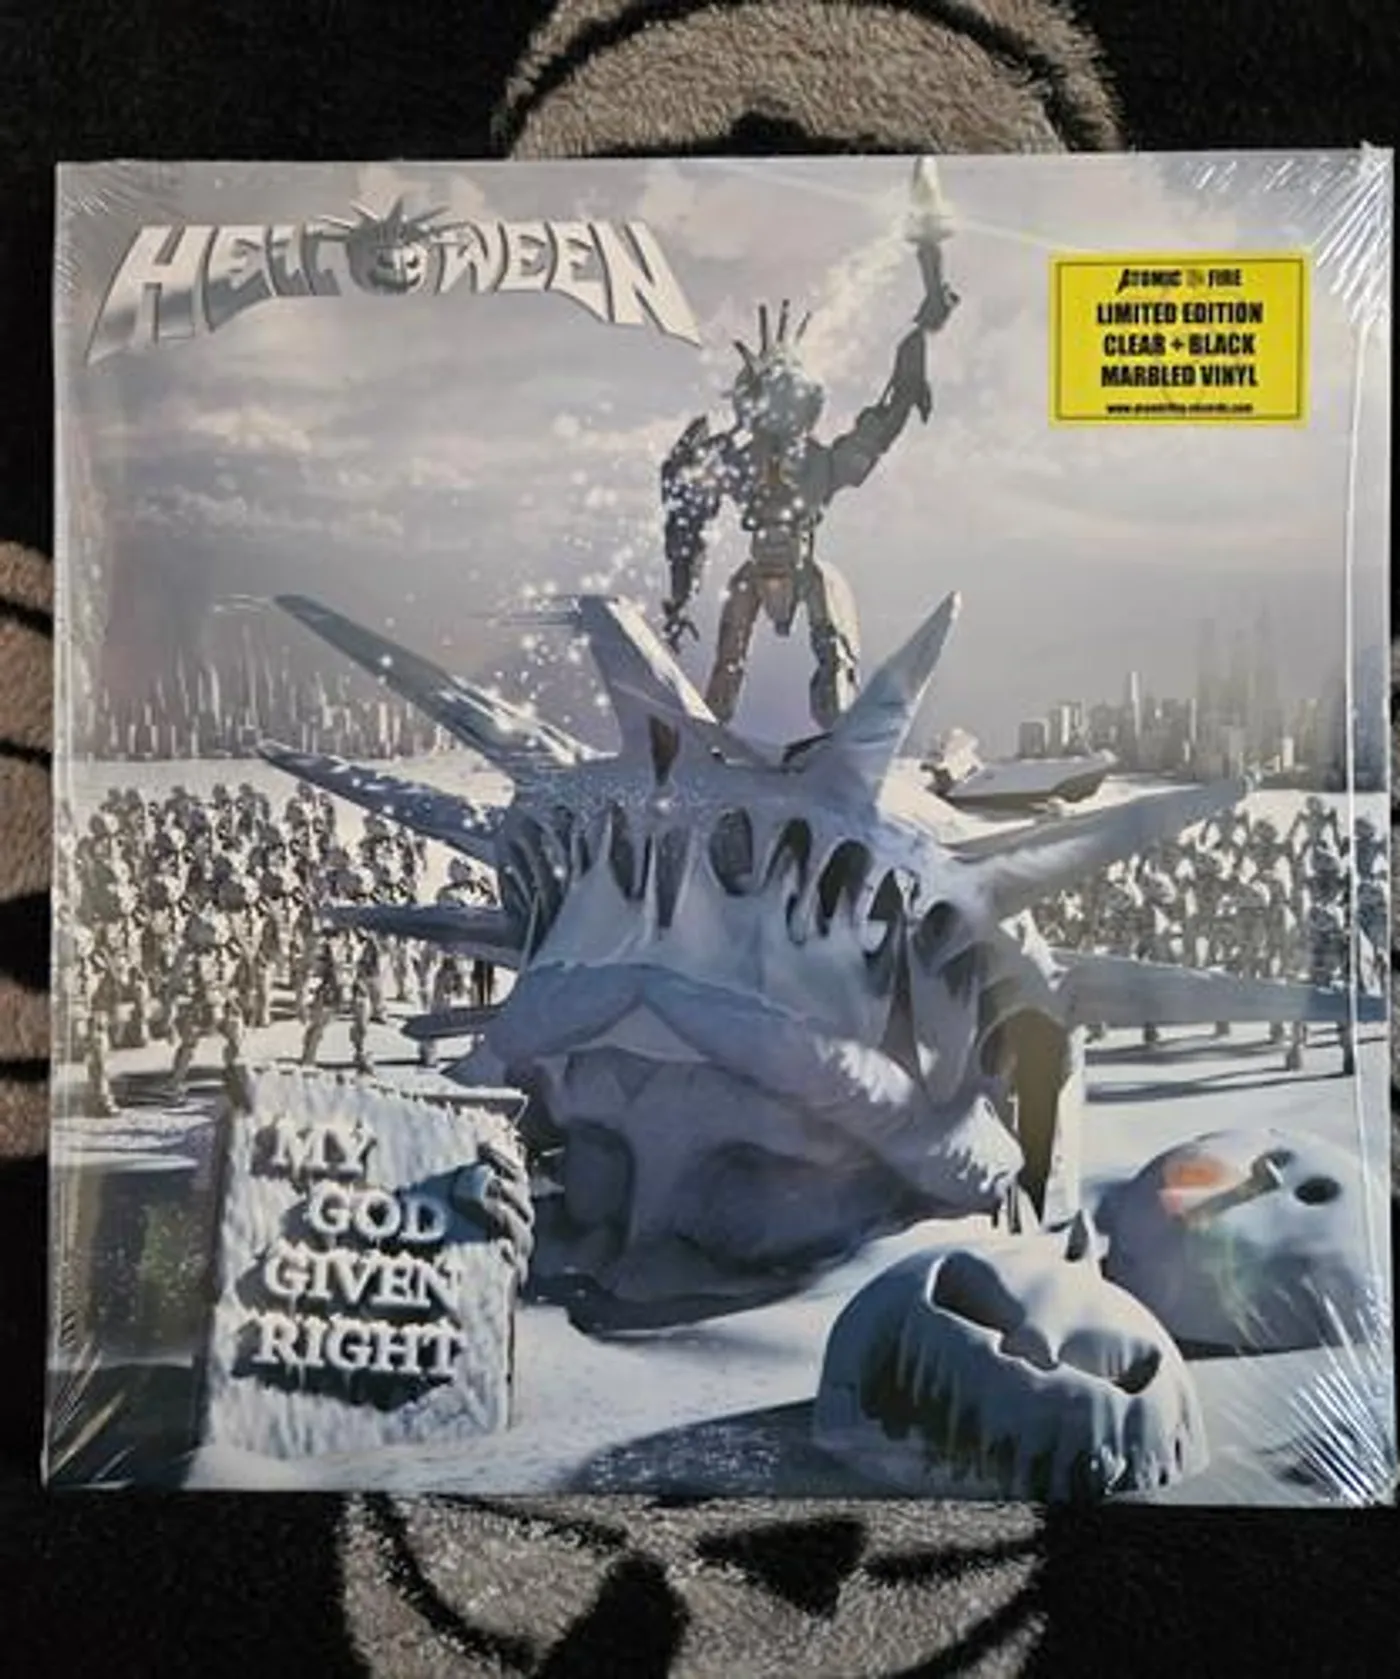 HELLOWEEN
ATOMIC FIRE
LIMITED EDITION
CLEAR + BLACK
MARBLED VINYL
MY
GOD
GIVEN
RIGHT